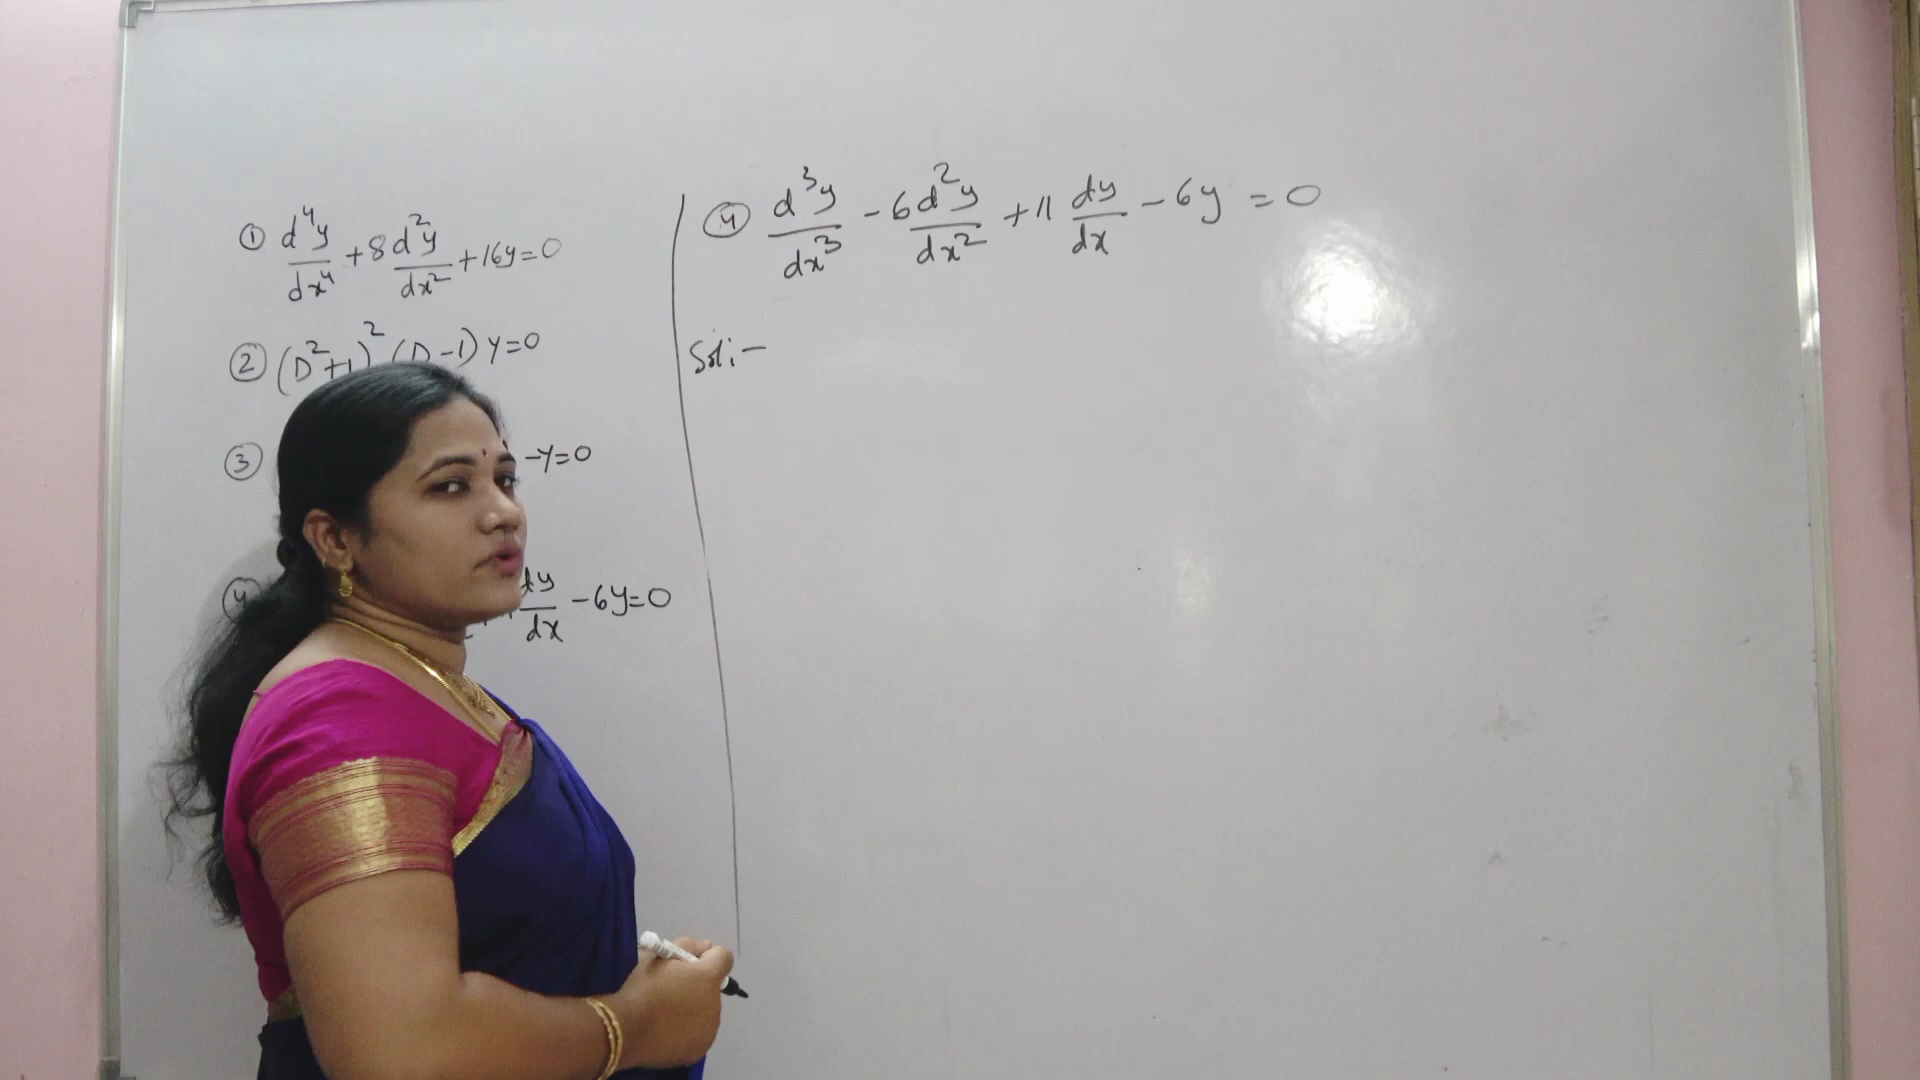 ① d⁴y/dx⁴ + 8 d²y/dx² + 16y = 0
② (D²+1)² (D-1) y = 0
③ - y = 0
④ dy/dx - 6y = 0
④ d³y/dx³ - 6 d²y/dx² + 11 dy/dx - 6y = 0
Sol:-